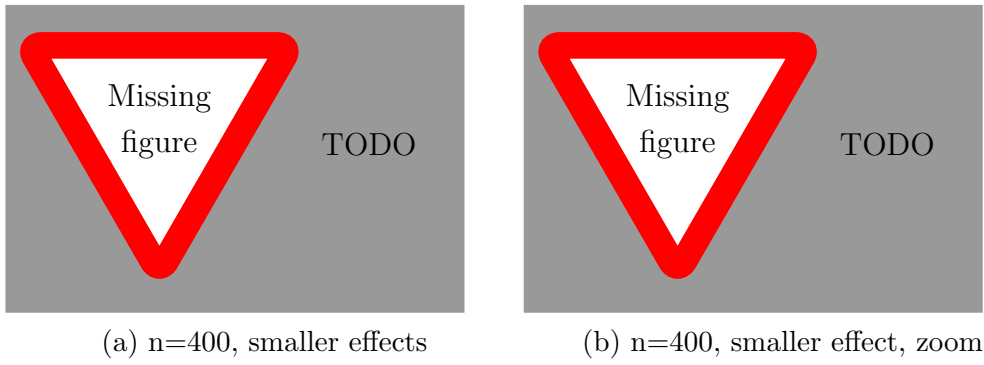 Missing
figure
TODO
(a) n=400, smaller effects
Missing
figure
TODO
(b) n=400, smaller effect, zoom